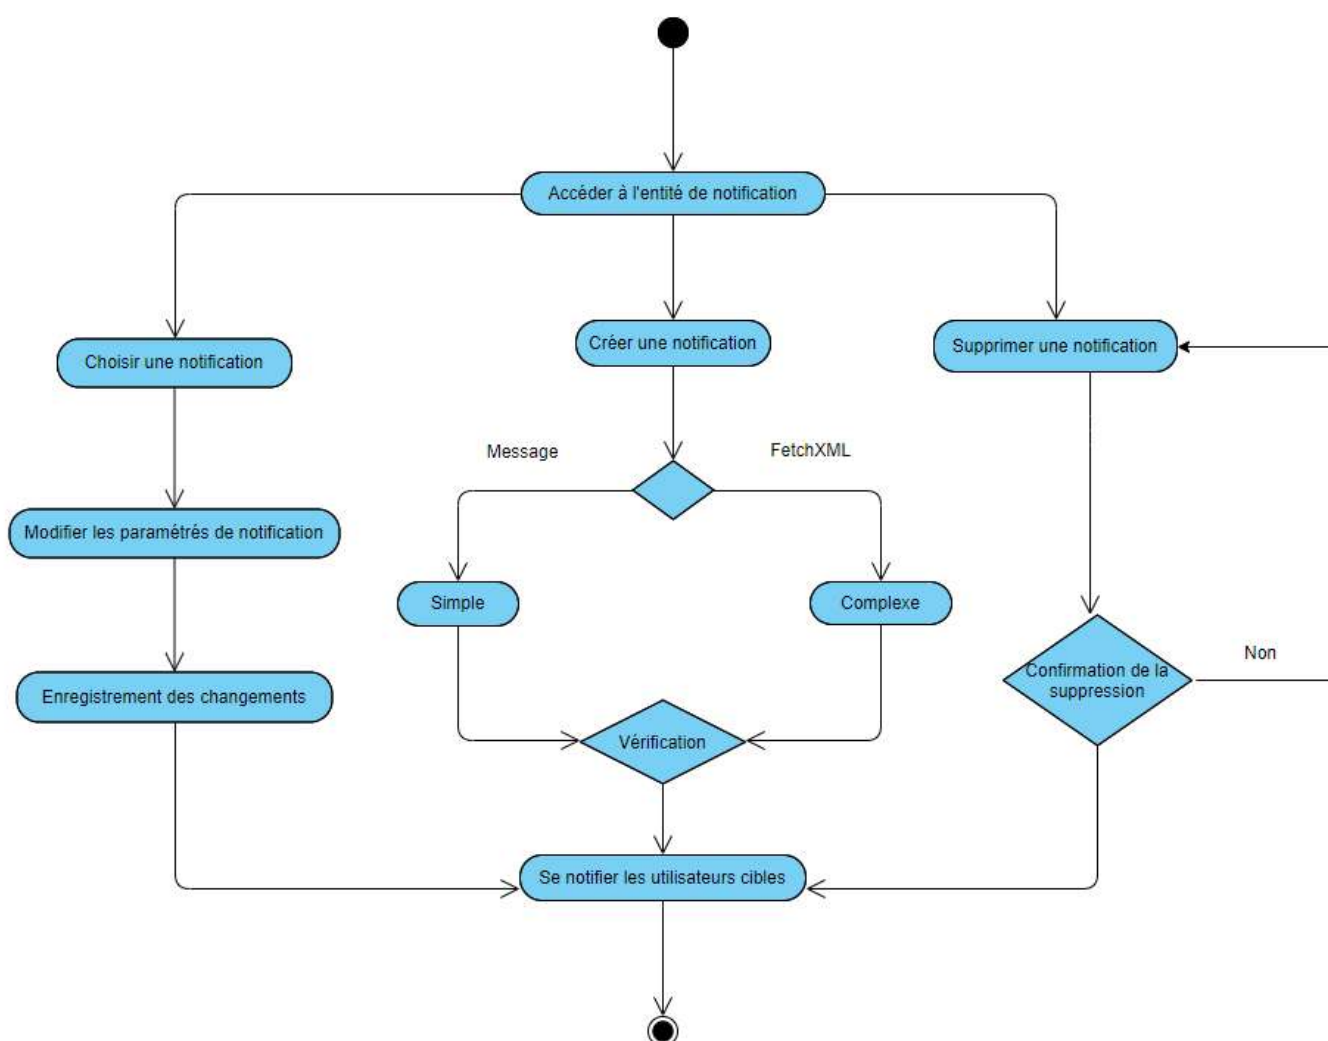 Accéder à l'entité de notification
Choisir une notification
Créer une notification
Supprimer une notification
Message
FetchXML
Modifier les paramétrés de notification
Simple
Complexe
Confirmation de la
suppression
Non
Enregistrement des changements
Vérification
Se notifier les utilisateurs cibles